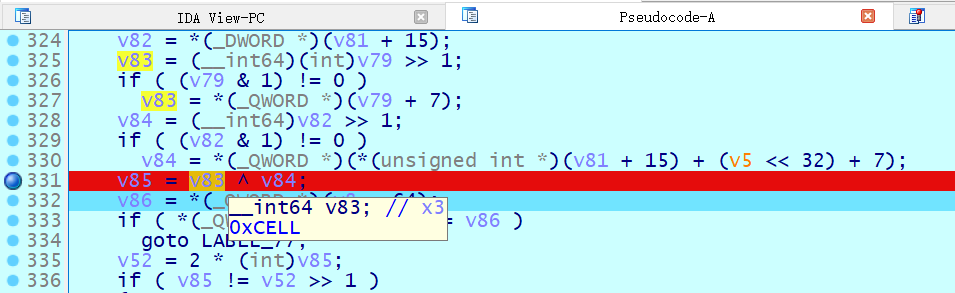 IDA View-PC
Pseudocode-A
324 v82 = *(_DWORD *)(v81 + 15);
325 v83 = (__int64)(int)v79 >> 1;
326 if ( (v79 & 1) != 0 )
327 v83 = *(_QWORD *)(v79 + 7);
328 v84 = (__int64)v82 >> 1;
329 if ( (v82 & 1) != 0 )
330 v84 = *(_QWORD *)(*(unsigned int *)(v81 + 15) + (v5 << 32) + 7);
331 v85 = v83 ^ v84;
332 v86 = *(
__int64 v83; // x3
0xCELL
333 if ( *(_Q = v86 )
334 goto
335 v52 = 2 * (int)v85;
336 if ( v85 != v52 >> 1 )